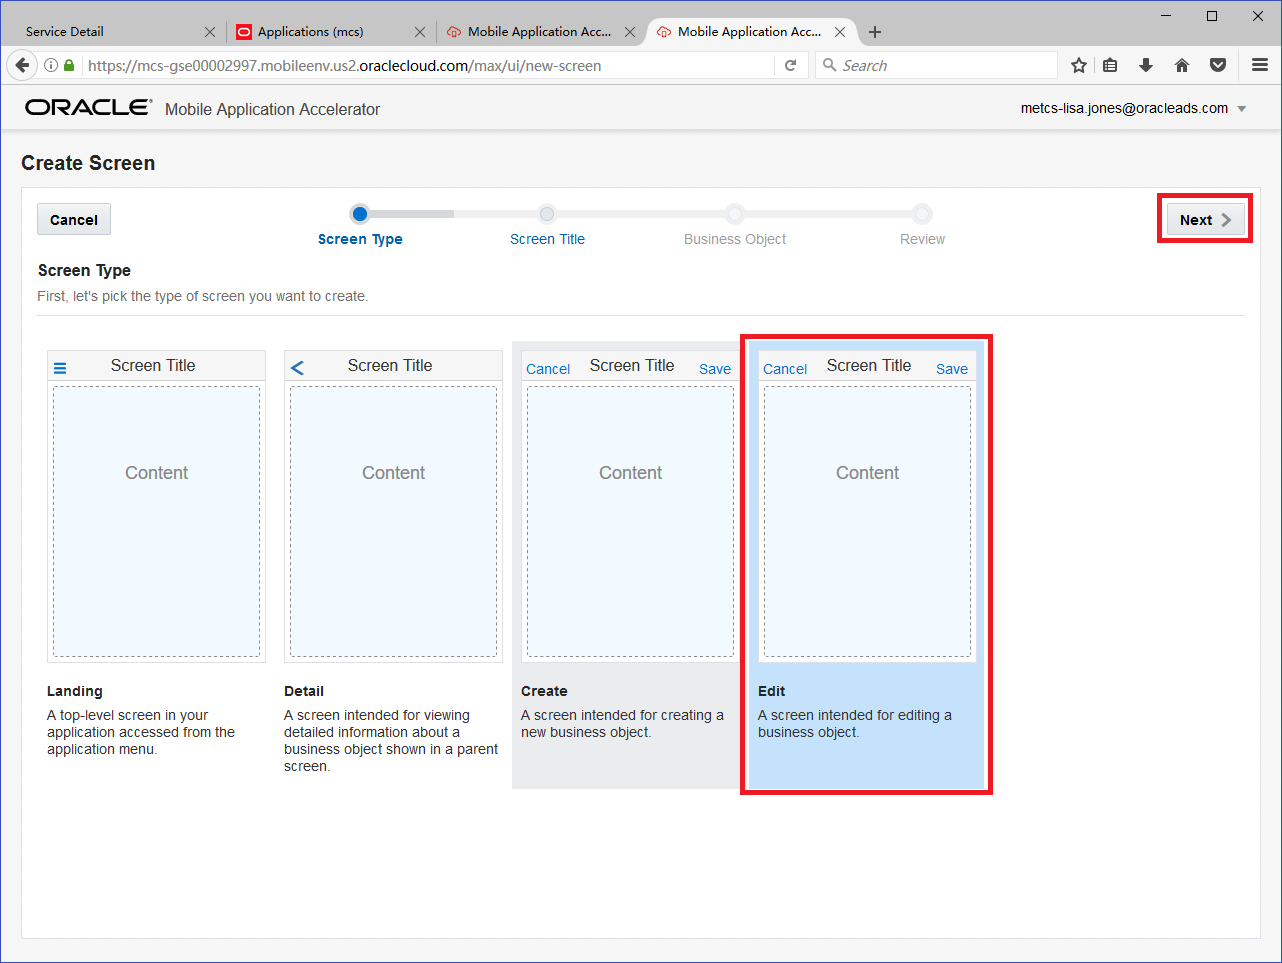 Service Detail
Applications (mcs)
Mobile Application Acc...
Mobile Application Acc...
https://mcs-gse00002997.mobileenv.us2.oraclecloud.com/max/ui/new-screen
Search
ORACLE® Mobile Application Accelerator
metcs-lisa.jones@oracleads.com
Create Screen
Cancel
Screen Type
Screen Title
Business Object
Review
Next
Screen Type
First, let's pick the type of screen you want to create.
Screen Title
Content
Landing
A top-level screen in your
application accessed from the
application menu.
Screen Title
Content
Detail
A screen intended for viewing
detailed information about a
business object shown in a parent
screen.
Cancel Screen Title Save
Content
Create
A screen intended for creating a
new business object.
Cancel Screen Title Save
Content
Edit
A screen intended for editing a
business object.